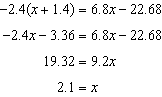 −2.4(x + 1.4) = 6.8x − 22.68
−2.4x − 3.36 = 6.8x − 22.68
19.32 = 9.2x
2.1 = x